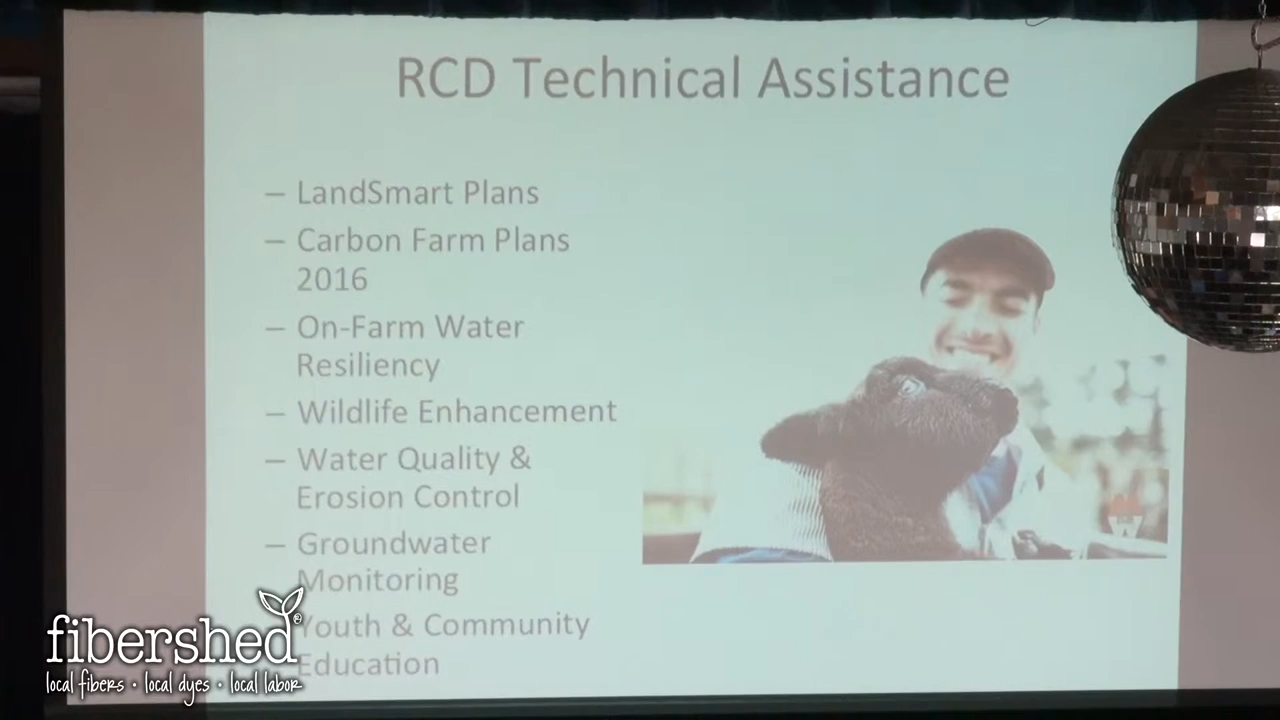 RCD Technical Assistance
– LandSmart Plans
– Carbon Farm Plans
2016
– On-Farm Water
Resiliency
– Wildlife Enhancement
– Water Quality &
Erosion Control
– Groundwater
Monitoring
Youth & Community
Education
fibershed®
local fibers • local dyes • local labor